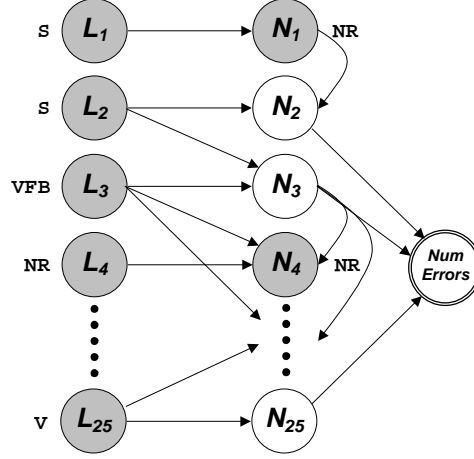 S L1 N1 NR
S L2 N2
VFB L3 N3
NR L4 N4 NR
Num
Errors
V L25 N25